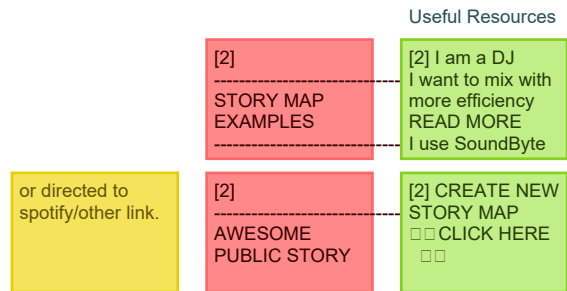 Useful Resources
[2]
--------------------------------
STORY MAP
EXAMPLES
--------------------------------
[2] I am a DJ
I want to mix with
more efficiency
READ MORE
I use SoundByte
or directed to
spotify/other link.
[2]
--------------------------------
AWESOME
PUBLIC STORY
[2] CREATE NEW
STORY MAP
□□CLICK HERE
□□